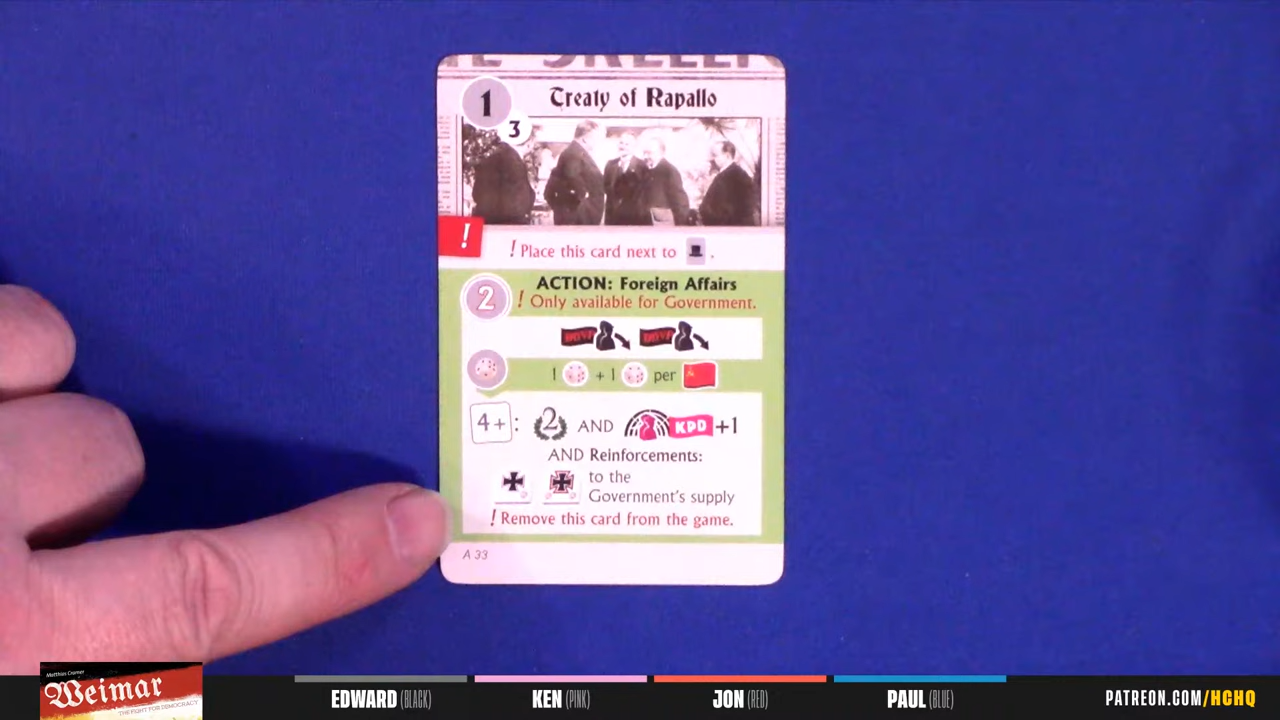 Treaty of Rapallo
1
3
!
! Place this card next to .
ACTION: Foreign Affairs
2
! Only available for Government.
1 + 1 per
4+: 2 AND KPD +1
AND Reinforcements:
to the
Government's supply
! Remove this card from the game.
A 33
Matthias Cramer
Weimar
THE FIGHT FOR DEMOCRACY
EDWARD (BLACK)
KEN (PINK)
JON (RED)
PAUL (BLUE)
PATREON.COM/HCHQ